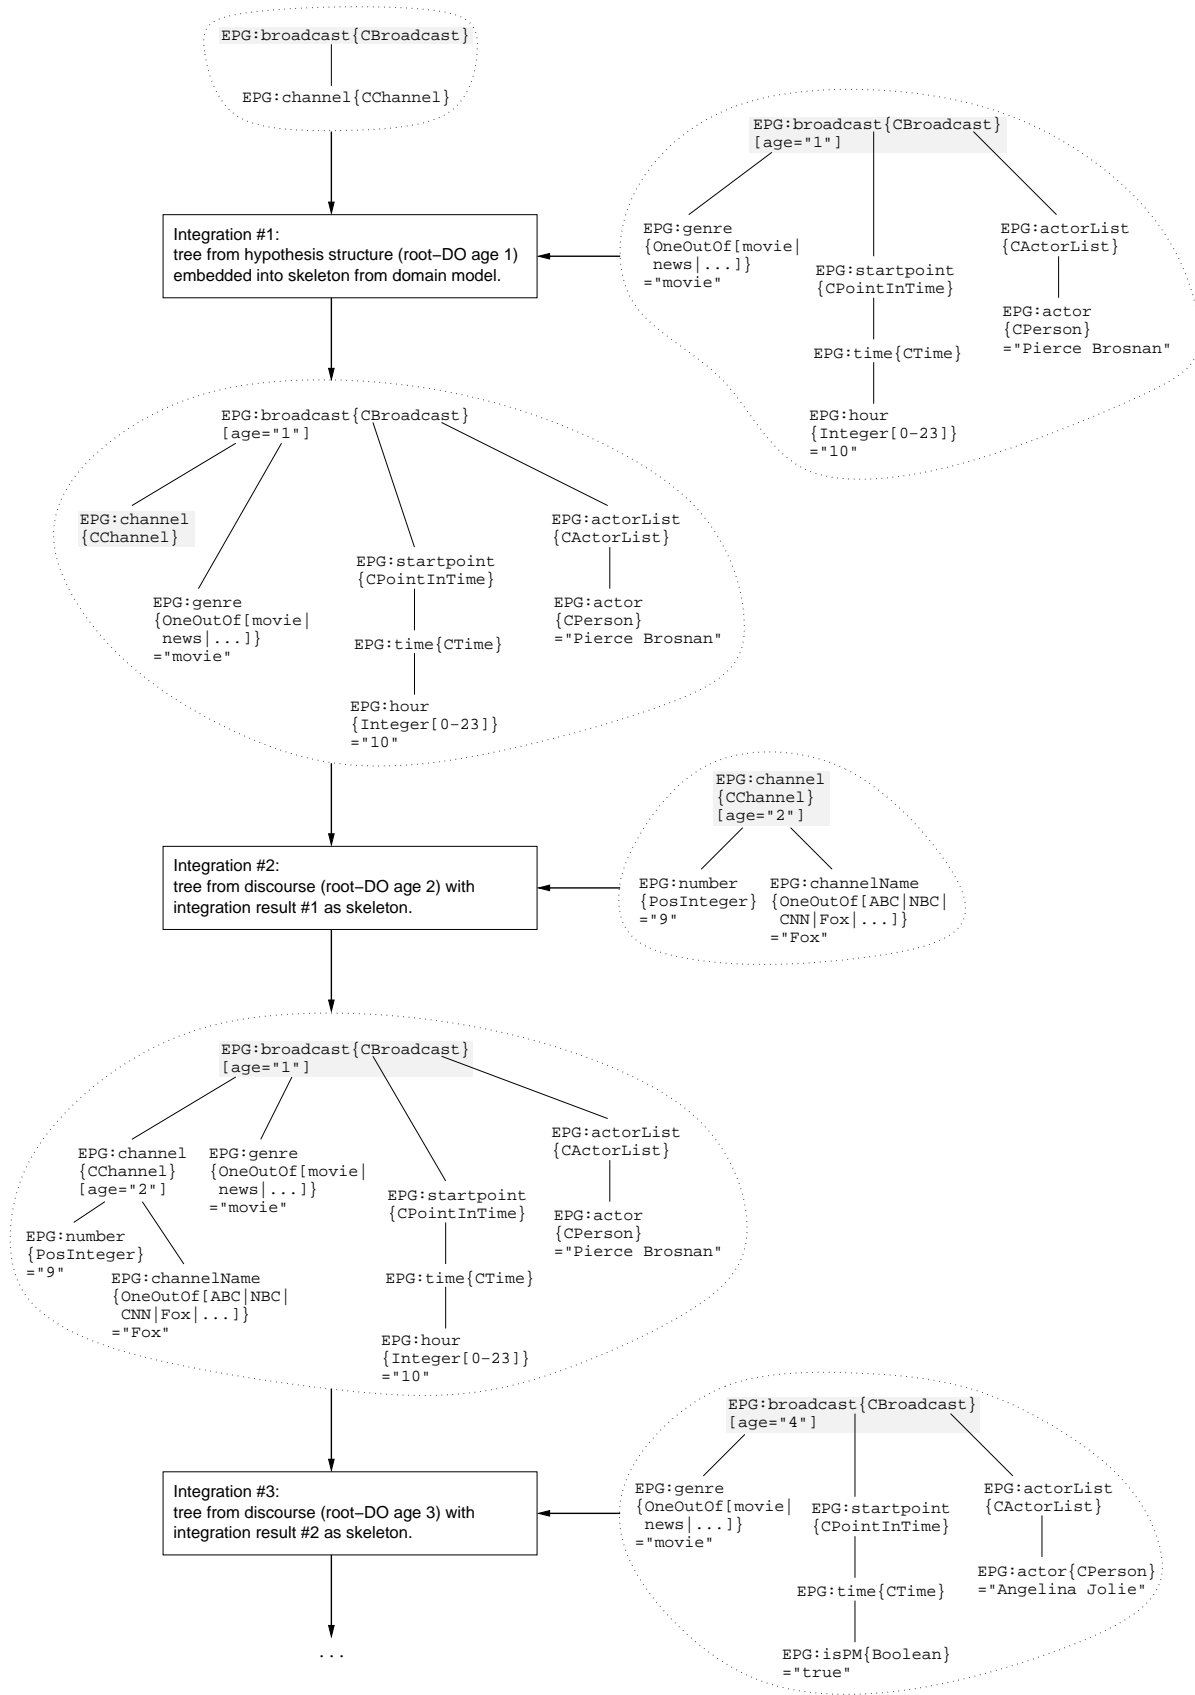 EPG:broadcast{CBroadcast}
EPG:channel{CChannel}
EPG:broadcast{CBroadcast}
[age="1"]
EPG:genre
{OneOutOf[movie|
news|...]}
="movie"
EPG:startpoint
{CPointInTime}
EPG:time{CTime}
EPG:hour
{Integer[0−23]}
="10"
EPG:actorList
{CActorList}
EPG:actor
{CPerson}
="Pierce Brosnan"
Integration #1:
tree from hypothesis structure (root−DO age 1)
embedded into skeleton from domain model.
EPG:broadcast{CBroadcast}
[age="1"]
EPG:channel
{CChannel}
EPG:genre
{OneOutOf[movie|
news|...]}
="movie"
EPG:startpoint
{CPointInTime}
EPG:time{CTime}
EPG:hour
{Integer[0−23]}
="10"
EPG:actorList
{CActorList}
EPG:actor
{CPerson}
="Pierce Brosnan"
EPG:channel
{CChannel}
[age="2"]
EPG:number
{PosInteger}
="9"
EPG:channelName
{OneOutOf[ABC|NBC|
CNN|Fox|...]}
="Fox"
Integration #2:
tree from discourse (root−DO age 2) with
integration result #1 as skeleton.
EPG:broadcast{CBroadcast}
[age="1"]
EPG:channel
{CChannel}
[age="2"]
EPG:number
{PosInteger}
="9"
EPG:channelName
{OneOutOf[ABC|NBC|
CNN|Fox|...]}
="Fox"
EPG:genre
{OneOutOf[movie|
news|...]}
="movie"
EPG:startpoint
{CPointInTime}
EPG:time{CTime}
EPG:hour
{Integer[0−23]}
="10"
EPG:actorList
{CActorList}
EPG:actor
{CPerson}
="Pierce Brosnan"
EPG:broadcast{CBroadcast}
[age="4"]
EPG:genre
{OneOutOf[movie|
news|...]}
="movie"
EPG:startpoint
{CPointInTime}
EPG:time{CTime}
EPG:isPM{Boolean}
="true"
EPG:actorList
{CActorList}
EPG:actor{CPerson}
="Angelina Jolie"
Integration #3:
tree from discourse (root−DO age 3) with
integration result #2 as skeleton.
...